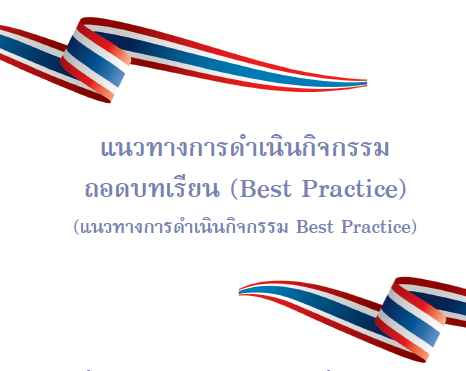 แนวทางการดำเนินกิจกรรม
ถอดบทเรียน (Best Practice)
(แนวทางการดำเนินกิจกรรม Best Practice)